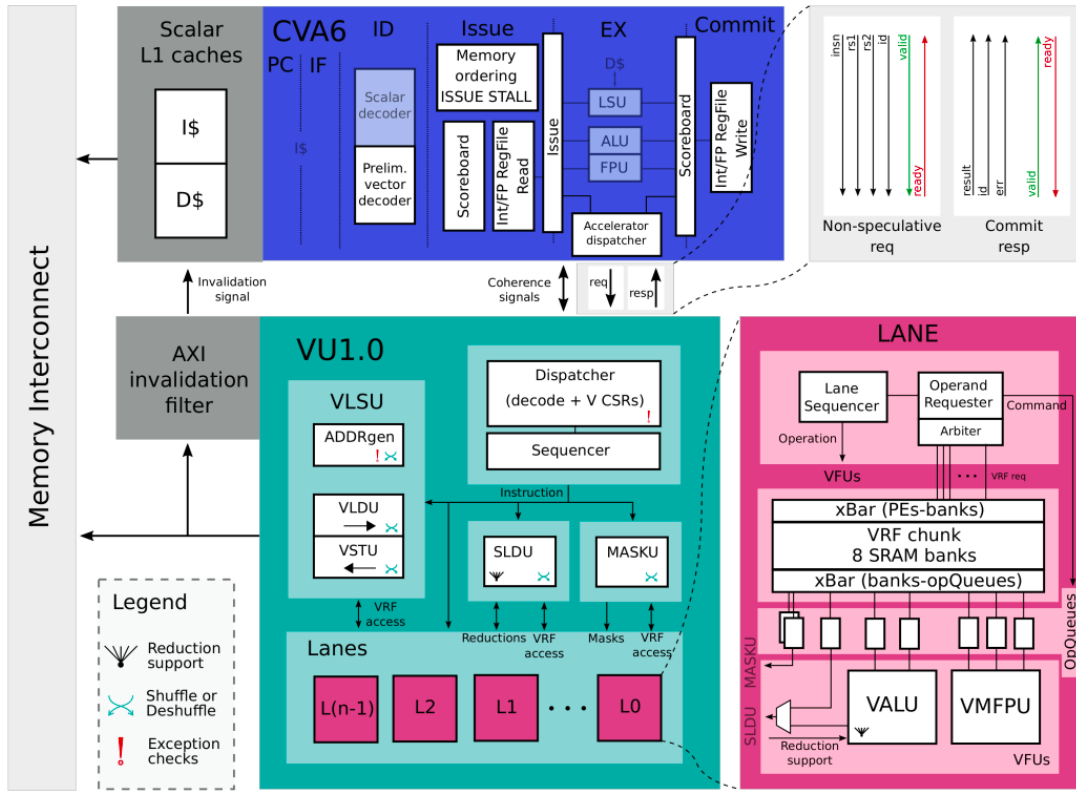 Memory Interconnect
Scalar
L1 caches
I$
D$
CVA6
PC
IF
I$
ID
Scalar
decoder
Prelim.
vector
decoder
Issue
Memory
ordering
ISSUE STALL
Scoreboard
Int/FP RegFile
Read
Issue
EX
D$
LSU
ALU
FPU
Accelerator
dispatcher
Scoreboard
Commit
Int/FP RegFile
Write
insn
rs1
rs2
id
valid
ready
Non-speculative
req
result
id
err
valid
ready
Commit
resp
Invalidation
signal
Coherence
signals
req
resp
AXI
invalidation
filter
VU1.0
VLSU
ADDRgen
!
VLDU
VSTU
Dispatcher
(decode + V CSRs)
!
Sequencer
Instruction
SLDU
MASKU
VRF
access
Reductions
VRF
access
Masks
VRF
access
Lanes
L(n-1)
L2
L1
L0
Legend
Reduction
support
Shuffle or
Deshuffle
!
Exception
checks
LANE
Lane
Sequencer
Operand
Requester
Arbiter
Command
Operation
VFUs
VRF req
xBar (PEs-banks)
VRF chunk
8 SRAM banks
xBar (banks-opQueues)
OpQueues
MASKU
SLDU
VALU
VMFPU
Reduction
support
VFUs